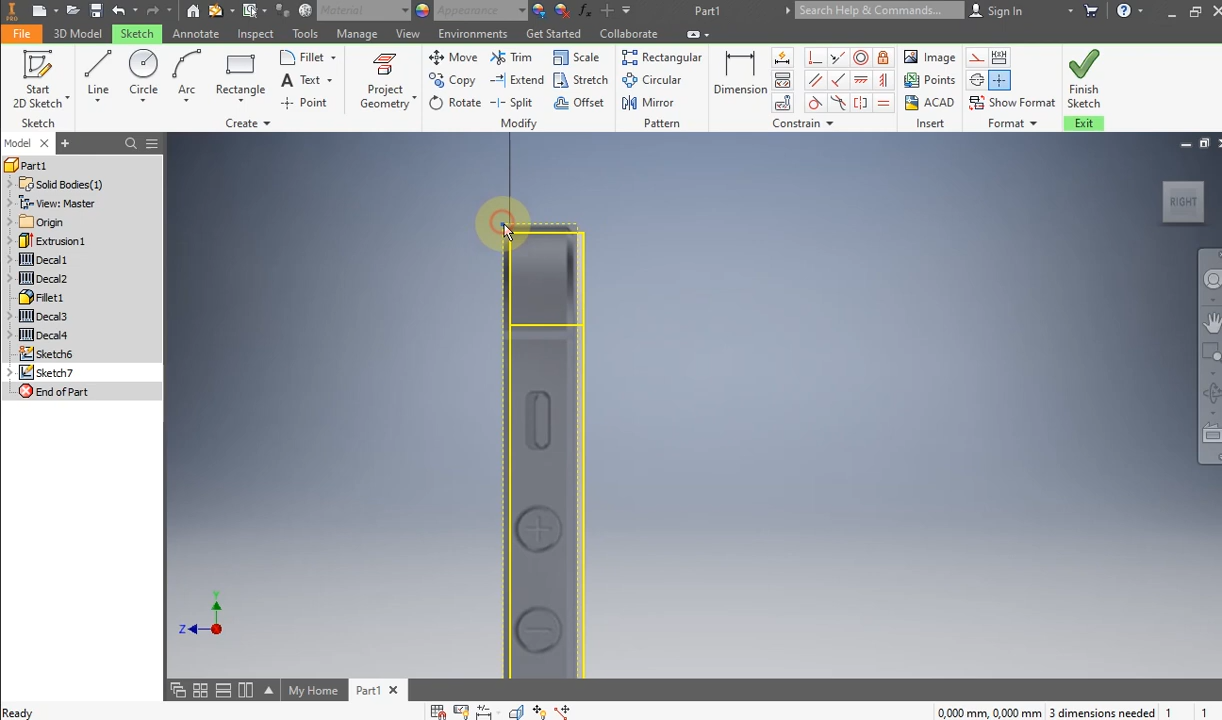 PRO
Material
Appearance
Part1
Search Help & Commands...
Sign In
File
3D Model
Sketch
Annotate
Inspect
Tools
Manage
View
Environments
Get Started
Collaborate
Start
2D Sketch
Line
Circle
Arc
Rectangle
Fillet
Text
Point
Project
Geometry
Move
Copy
Rotate
Trim
Extend
Split
Scale
Stretch
Offset
Rectangular
Circular
Mirror
Dimension
Image
Points
ACAD
Show Format
Finish
Sketch
Sketch
Create
Modify
Pattern
Constrain
Insert
Format
Exit
Model
Part1
Solid Bodies(1)
View: Master
Origin
Extrusion1
Decal1
Decal2
Fillet1
Decal3
Decal4
Sketch6
Sketch7
End of Part
RIGHT
Y
Z
My Home
Part1
Ready
0,000 mm, 0,000 mm
3 dimensions needed
1
1